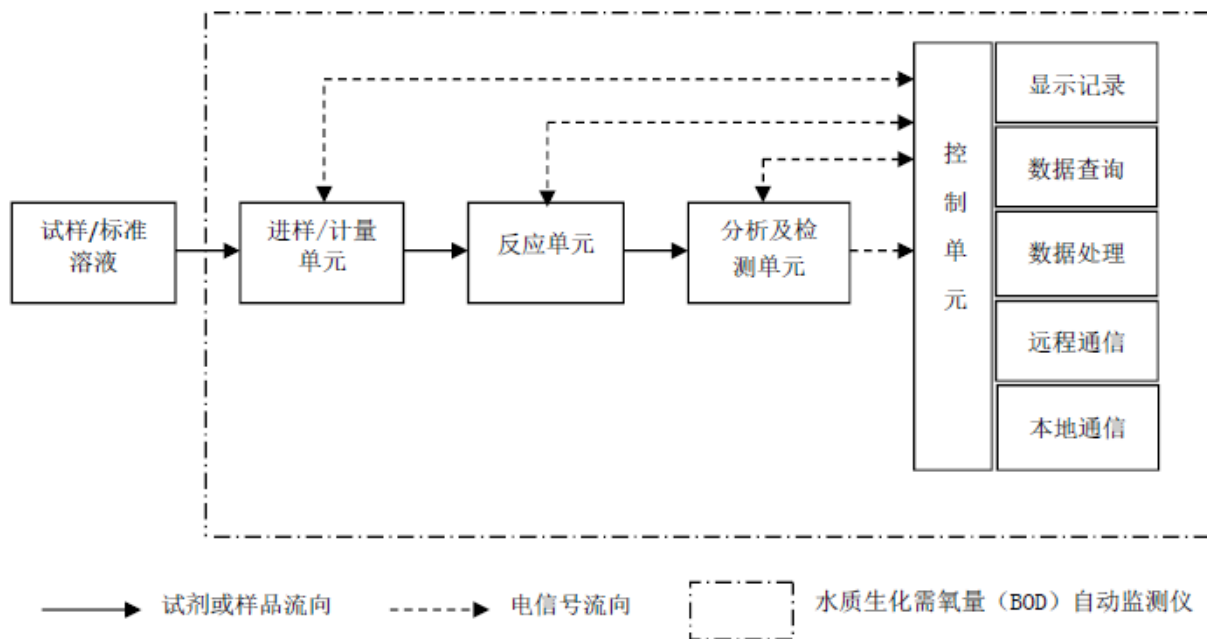 显示记录
数据查询
数据处理
远程通信
本地通信
控
制
单
元
试样/标准
溶液
进样/计量
单元
反应单元
分析及检
测单元
试剂或样品流向
电信号流向
水质生化需氧量（BOD）自动监测仪